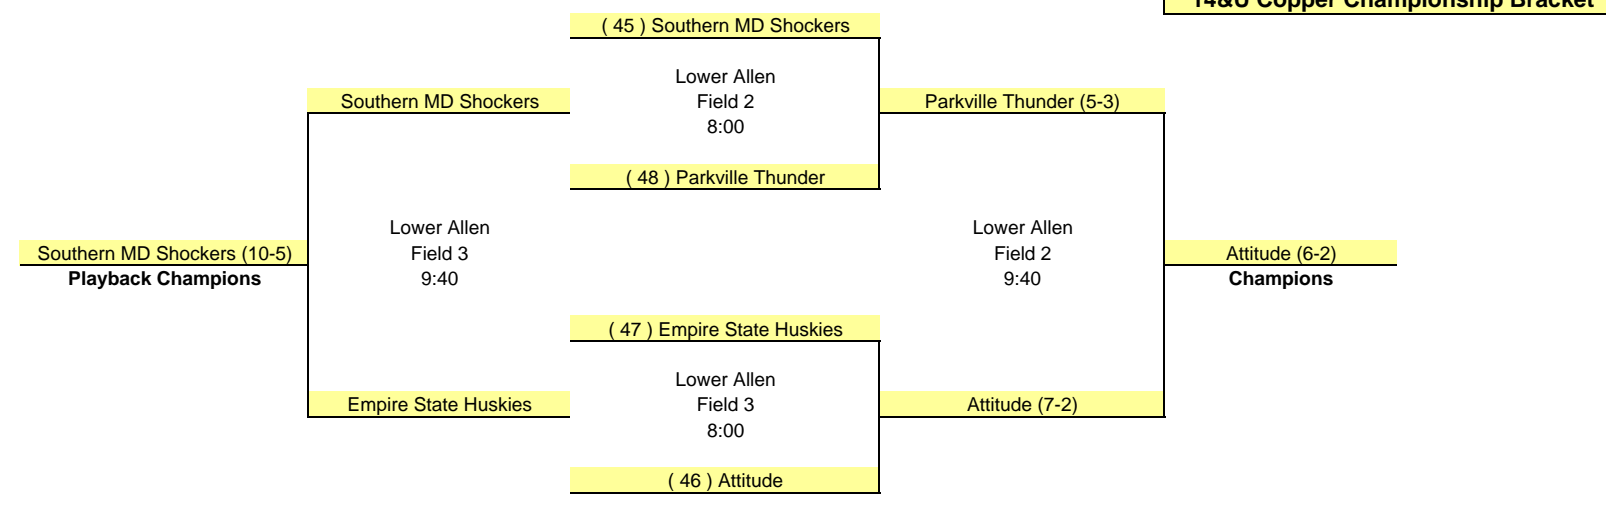 14&U Copper Championship Bracket
( 45 ) Southern MD Shockers
Lower Allen
Southern MD Shockers
Field 2
Parkville Thunder (5-3)
8:00
( 48 ) Parkville Thunder
Lower Allen
Lower Allen
Southern MD Shockers (10-5)
Field 3
Field 2
Attitude (6-2)
Playback Champions
9:40
9:40
Champions
( 47 ) Empire State Huskies
Lower Allen
Empire State Huskies
Field 3
Attitude (7-2)
8:00
( 46 ) Attitude